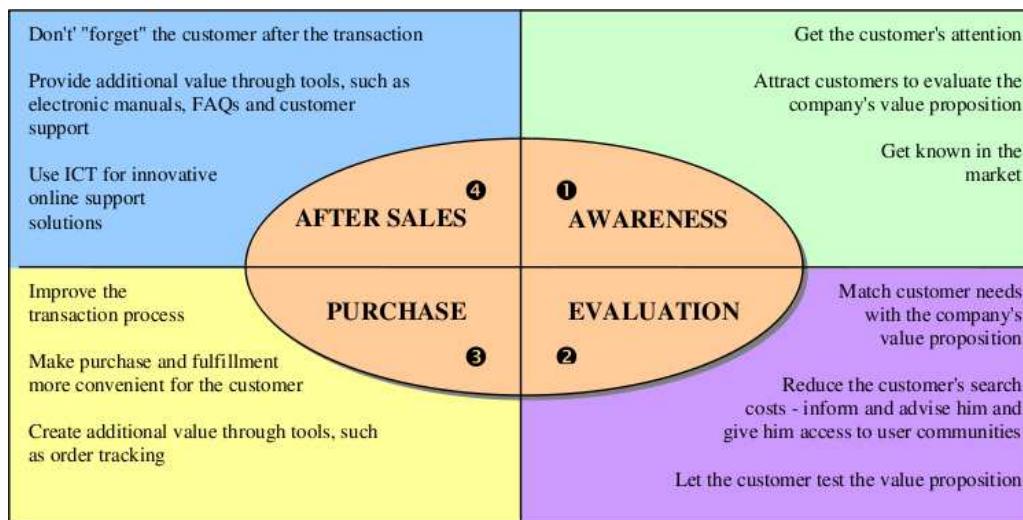 Don't' "forget" the customer after the transaction
Provide additional value through tools, such as
electronic manuals, FAQs and customer
support
Use ICT for innovative
online support
solutions
Get the customer's attention
Attract customers to evaluate the
company's value proposition
Get known in the
market
❹
AFTER SALES
❶
AWARENESS
PURCHASE
❸
EVALUATION
❷
Improve the
transaction process
Make purchase and fulfillment
more convenient for the customer
Create additional value through tools, such
as order tracking
Match customer needs
with the company's
value proposition
Reduce the customer's search
costs - inform and advise him and
give him access to user communities
Let the customer test the value proposition